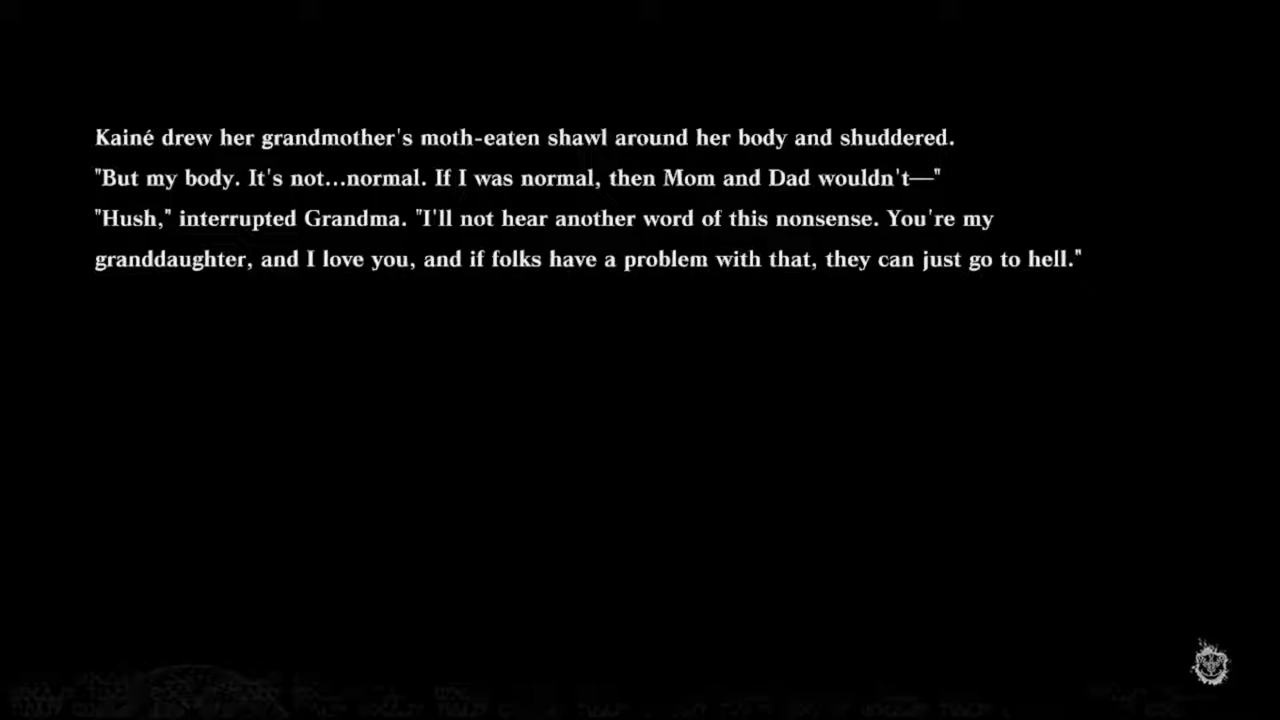 Kainé drew her grandmother's moth-eaten shawl around her body and shuddered.
"But my body. It's not...normal. If I was normal, then Mom and Dad wouldn't—"
"Hush," interrupted Grandma. "I'll not hear another word of this nonsense. You're my
granddaughter, and I love you, and if folks have a problem with that, they can just go to hell."